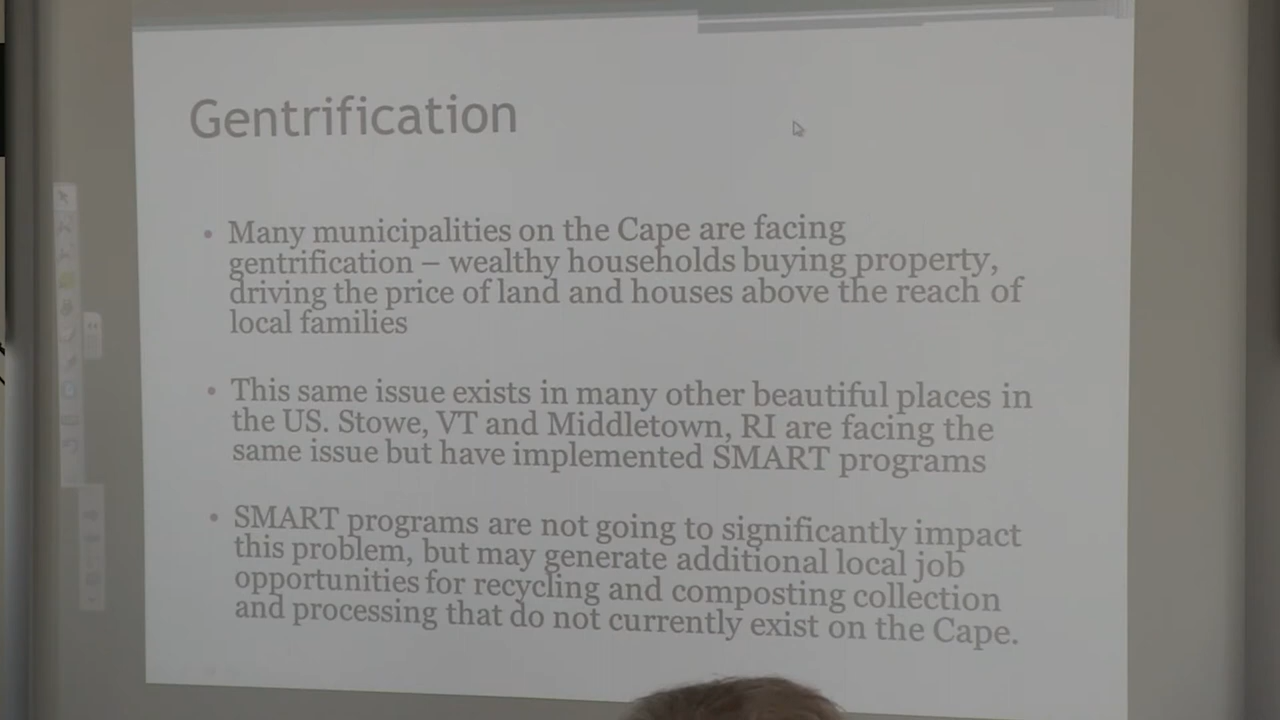 Gentrification
• Many municipalities on the Cape are facing
gentrification – wealthy households buying property,
driving the price of land and houses above the reach of
local families
• This same issue exists in many other beautiful places in
the US. Stowe, VT and Middletown, RI are facing the
same issue but have implemented SMART programs
• SMART programs are not going to significantly impact
this problem, but may generate additional local job
opportunities for recycling and composting collection
and processing that do not currently exist on the Cape.